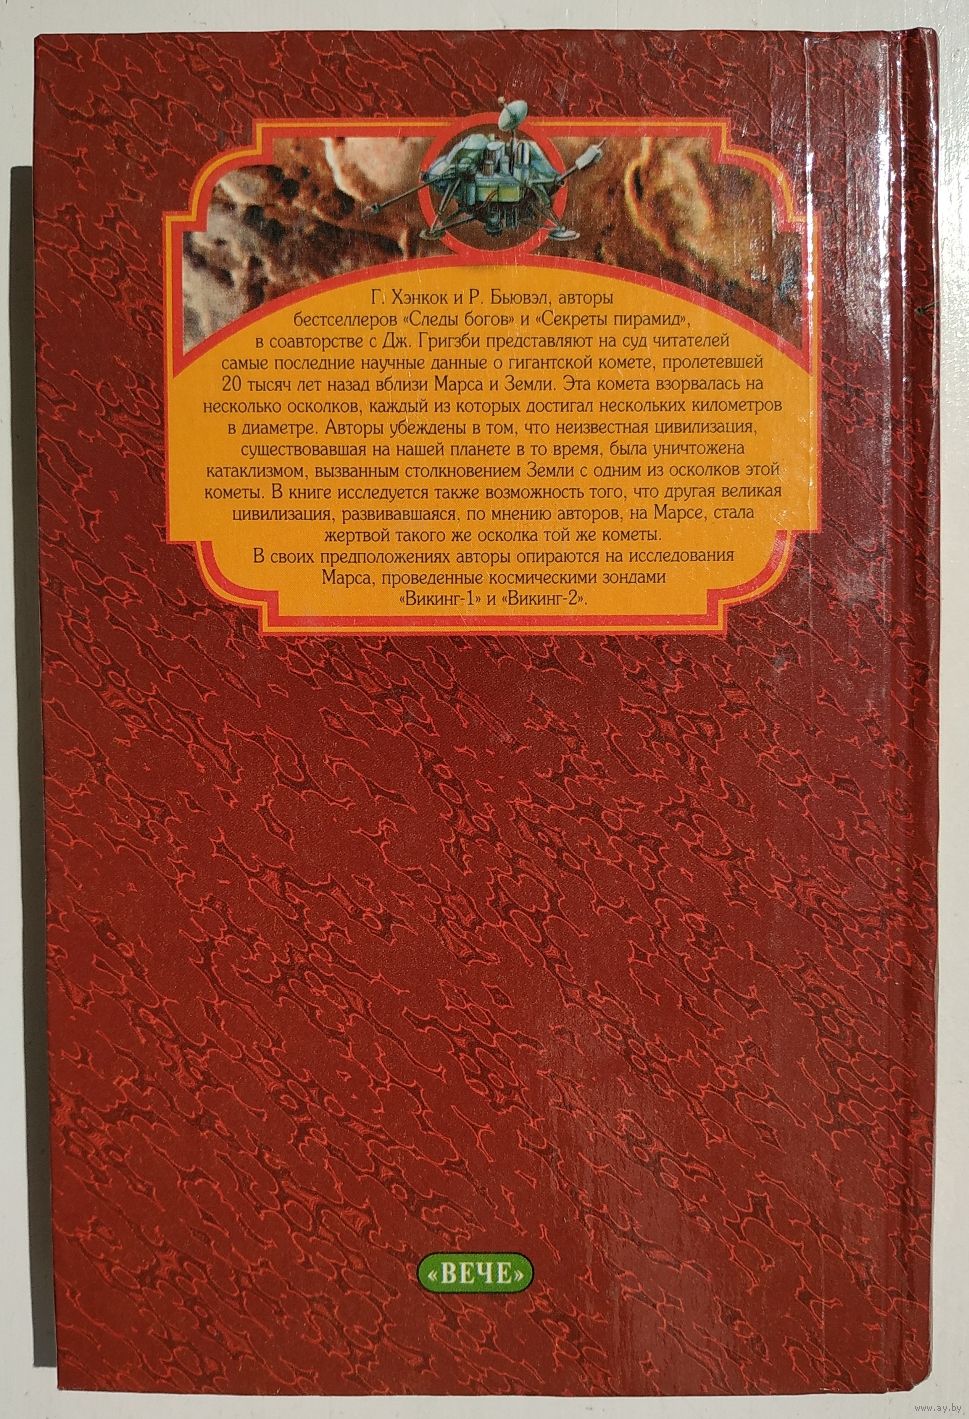 Г. Хэнкок и Р. Бьювэл, авторы
бестселлеров «Следы богов» и «Секреты пирамид»,
в соавторстве с Дж. Григзби представляют на суд читателей
самые последние научные данные о гигантской комете, пролетевшей
20 тысяч лет назад вблизи Марса и Земли. Эта комета взорвалась на
несколько осколков, каждый из которых достигал нескольких километров
в диаметре. Авторы убеждены в том, что неизвестная цивилизация,
существовавшая на нашей планете в то время, была уничтожена
катаклизмом, вызванным столкновением Земли с одним из осколков этой
кометы. В книге исследуется также возможность того, что другая великая
цивилизация, развивавшаяся, по мнению авторов, на Марсе, стала
жертвой такого же осколка той же кометы.
В своих предположениях авторы опираются на исследования
Марса, проведенные космическими зондами
«Викинг-1» и «Викинг-2».
«ВЕЧЕ»
www.ay.by